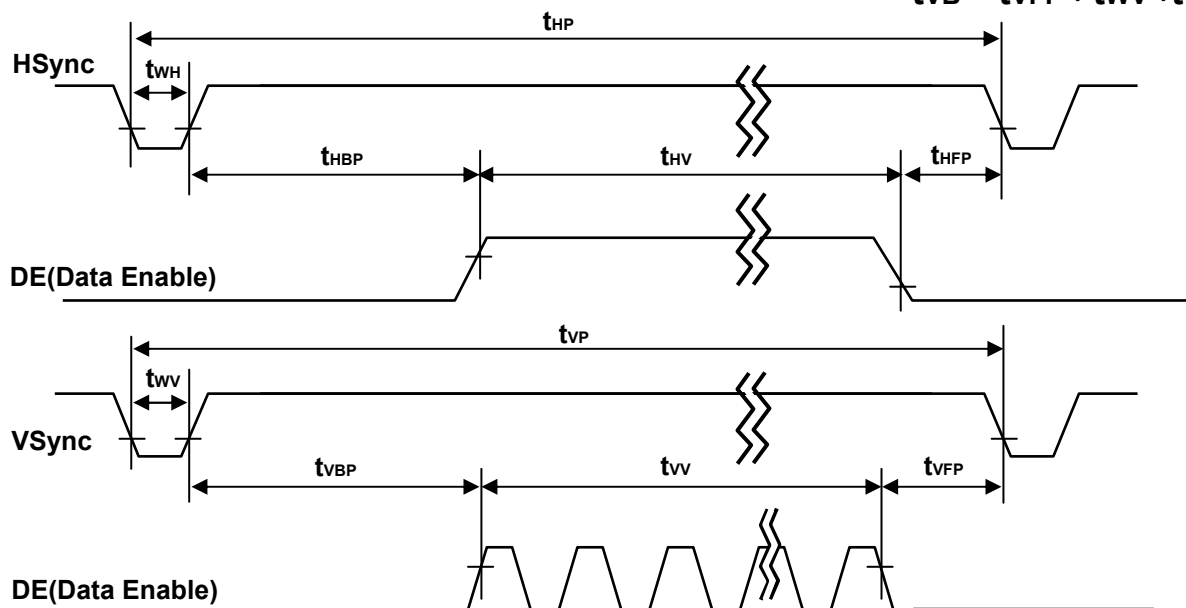 tHP
HSync
tWH
tHBP
tHV
tHFP
DE(Data Enable)
tVP
tWV
VSync
tVBP
tVV
tVFP
DE(Data Enable)